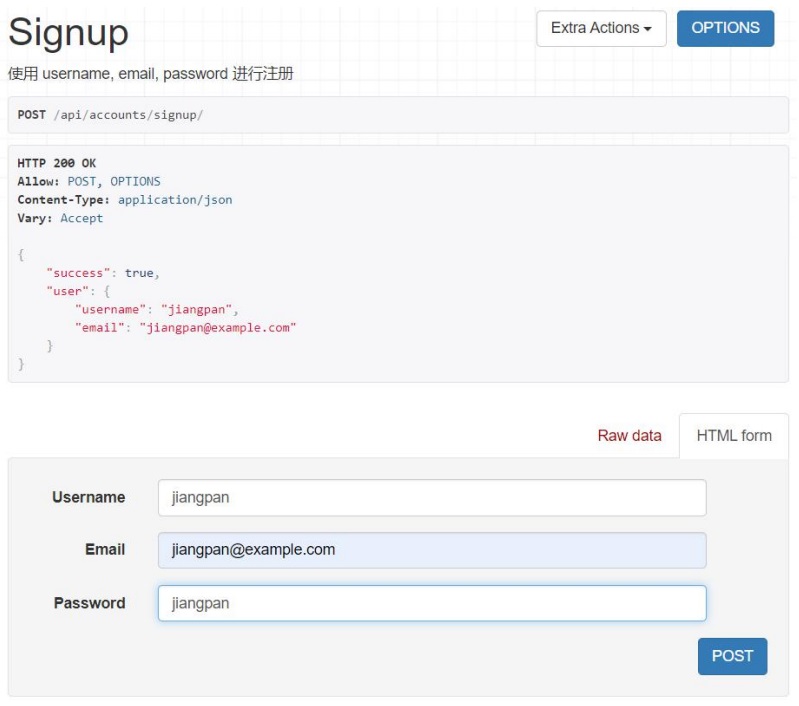 Signup
Extra Actions
OPTIONS
使用 username, email, password 进行注册
POST /api/accounts/signup/
HTTP 200 OK
Allow: POST, OPTIONS
Content-Type: application/json
Vary: Accept
{
    "success": true,
    "user": {
        "username": "jiangpan",
        "email": "jiangpan@example.com"
    }
}
Raw data
HTML form
Username jiangpan
Email jiangpan@example.com
Password jiangpan
POST